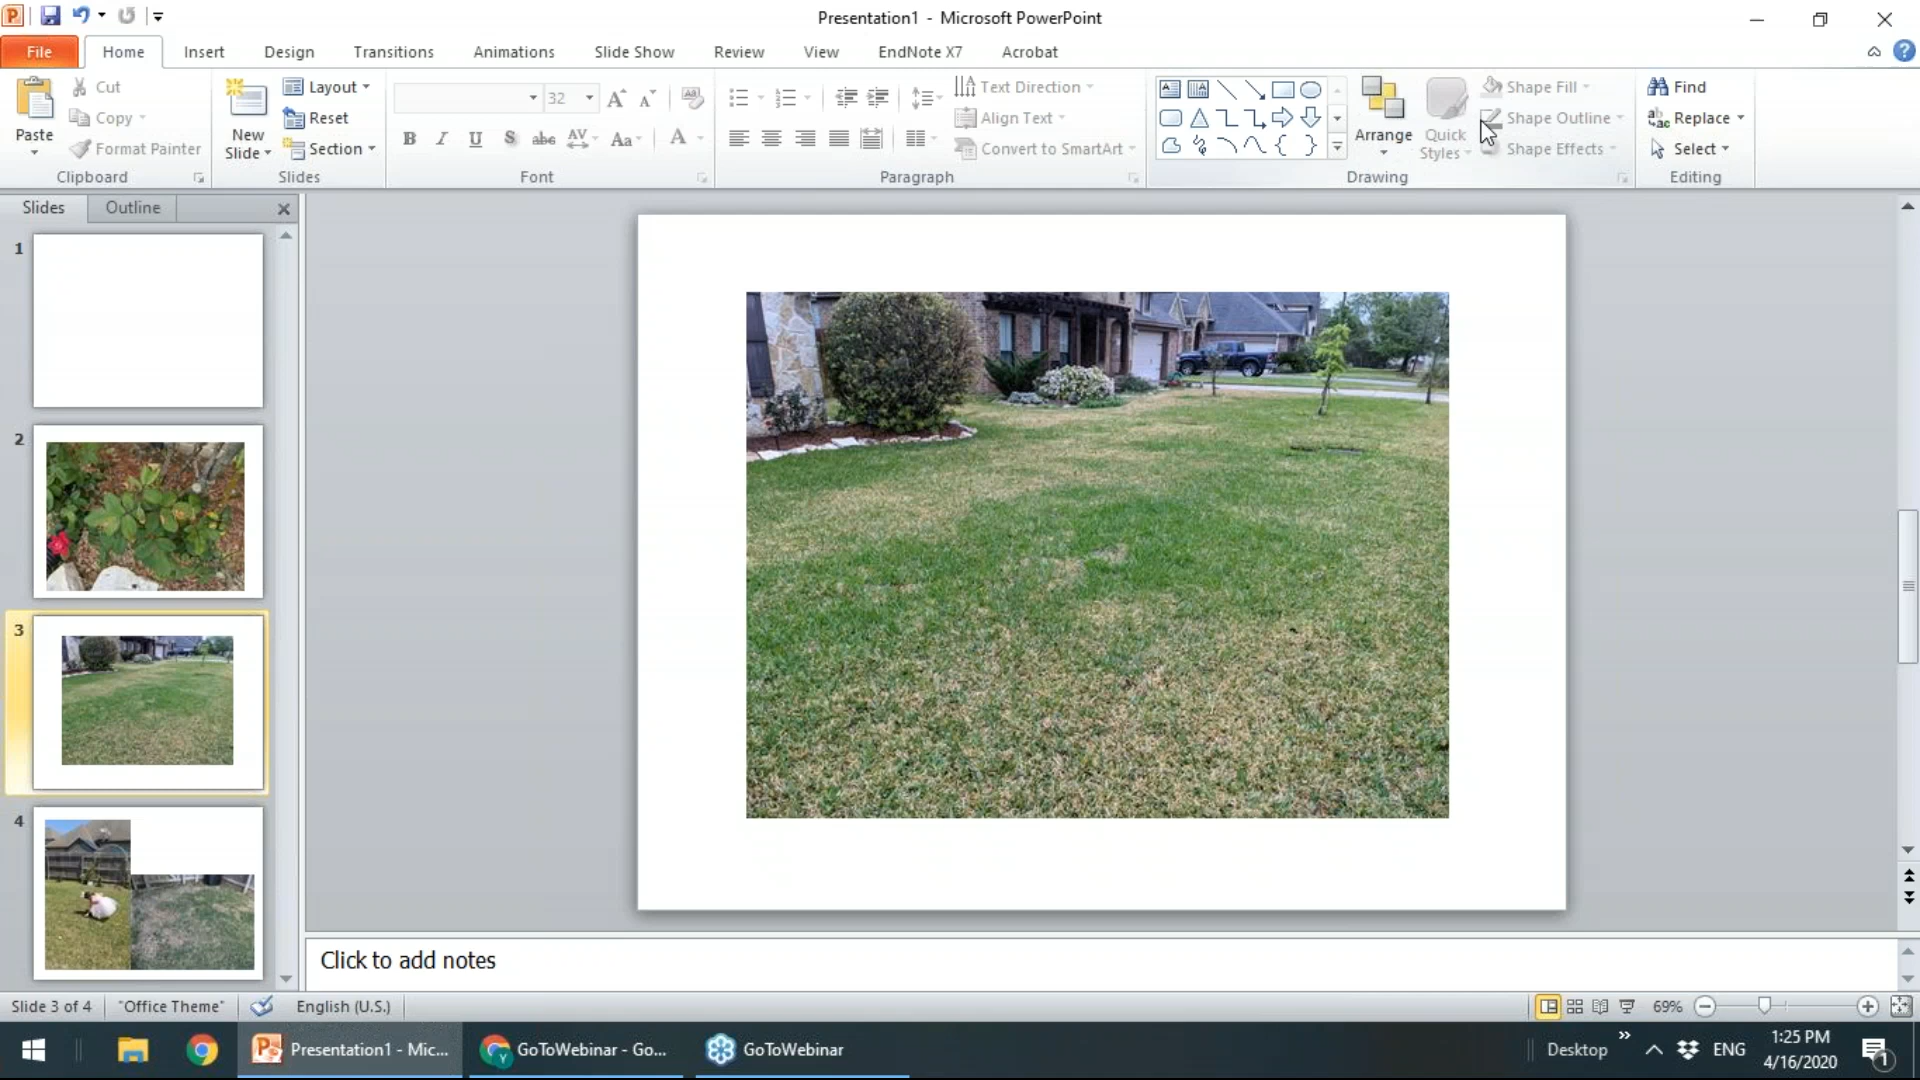 Presentation1 - Microsoft PowerPoint
File Home Insert Design Transitions Animations Slide Show Review View EndNote X7 Acrobat
Paste
Cut
Copy
Format Painter
Clipboard
New Slide
Layout
Reset
Section
Slides
32
B I U S abc AV Aa A
Font
Text Direction
Align Text
Convert to SmartArt
Paragraph
Arrange
Quick Styles
Shape Fill
Shape Outline
Shape Effects
Drawing
Find
Replace
Select
Editing
Slides Outline
1
2
3
4
Click to add notes
Slide 3 of 4 "Office Theme" English (U.S.) 69%
Presentation1 - Mic... GoToWebinar - Go... GoToWebinar Desktop ENG 1:25 PM
4/16/2020 1